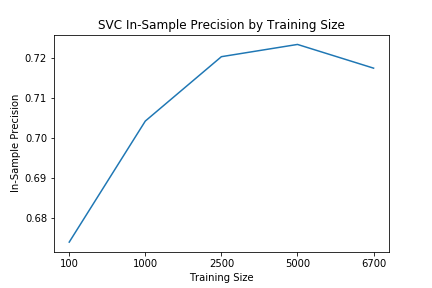 SVC In-Sample Precision by Training Size
In-Sample Precision
0.72
0.71
0.70
0.69
0.68
100 1000 2500 5000 6700
Training Size